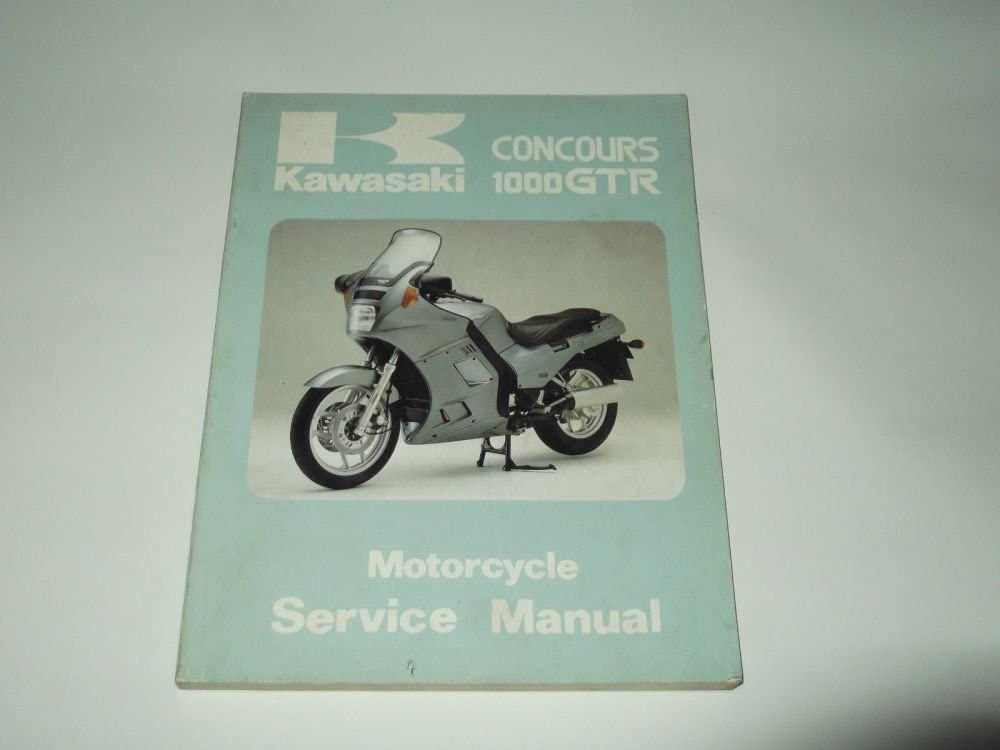 Kawasaki
CONCOURS
1000GTR
Motorcycle
Service Manual